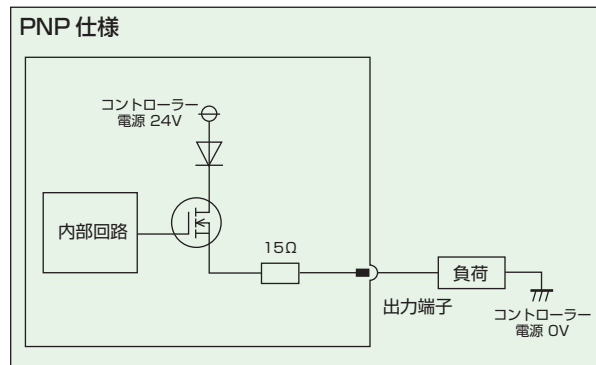 PNP 仕様
コントローラー
電源 24V
内部回路
15Ω
出力端子
負荷
コントローラー
電源 0V